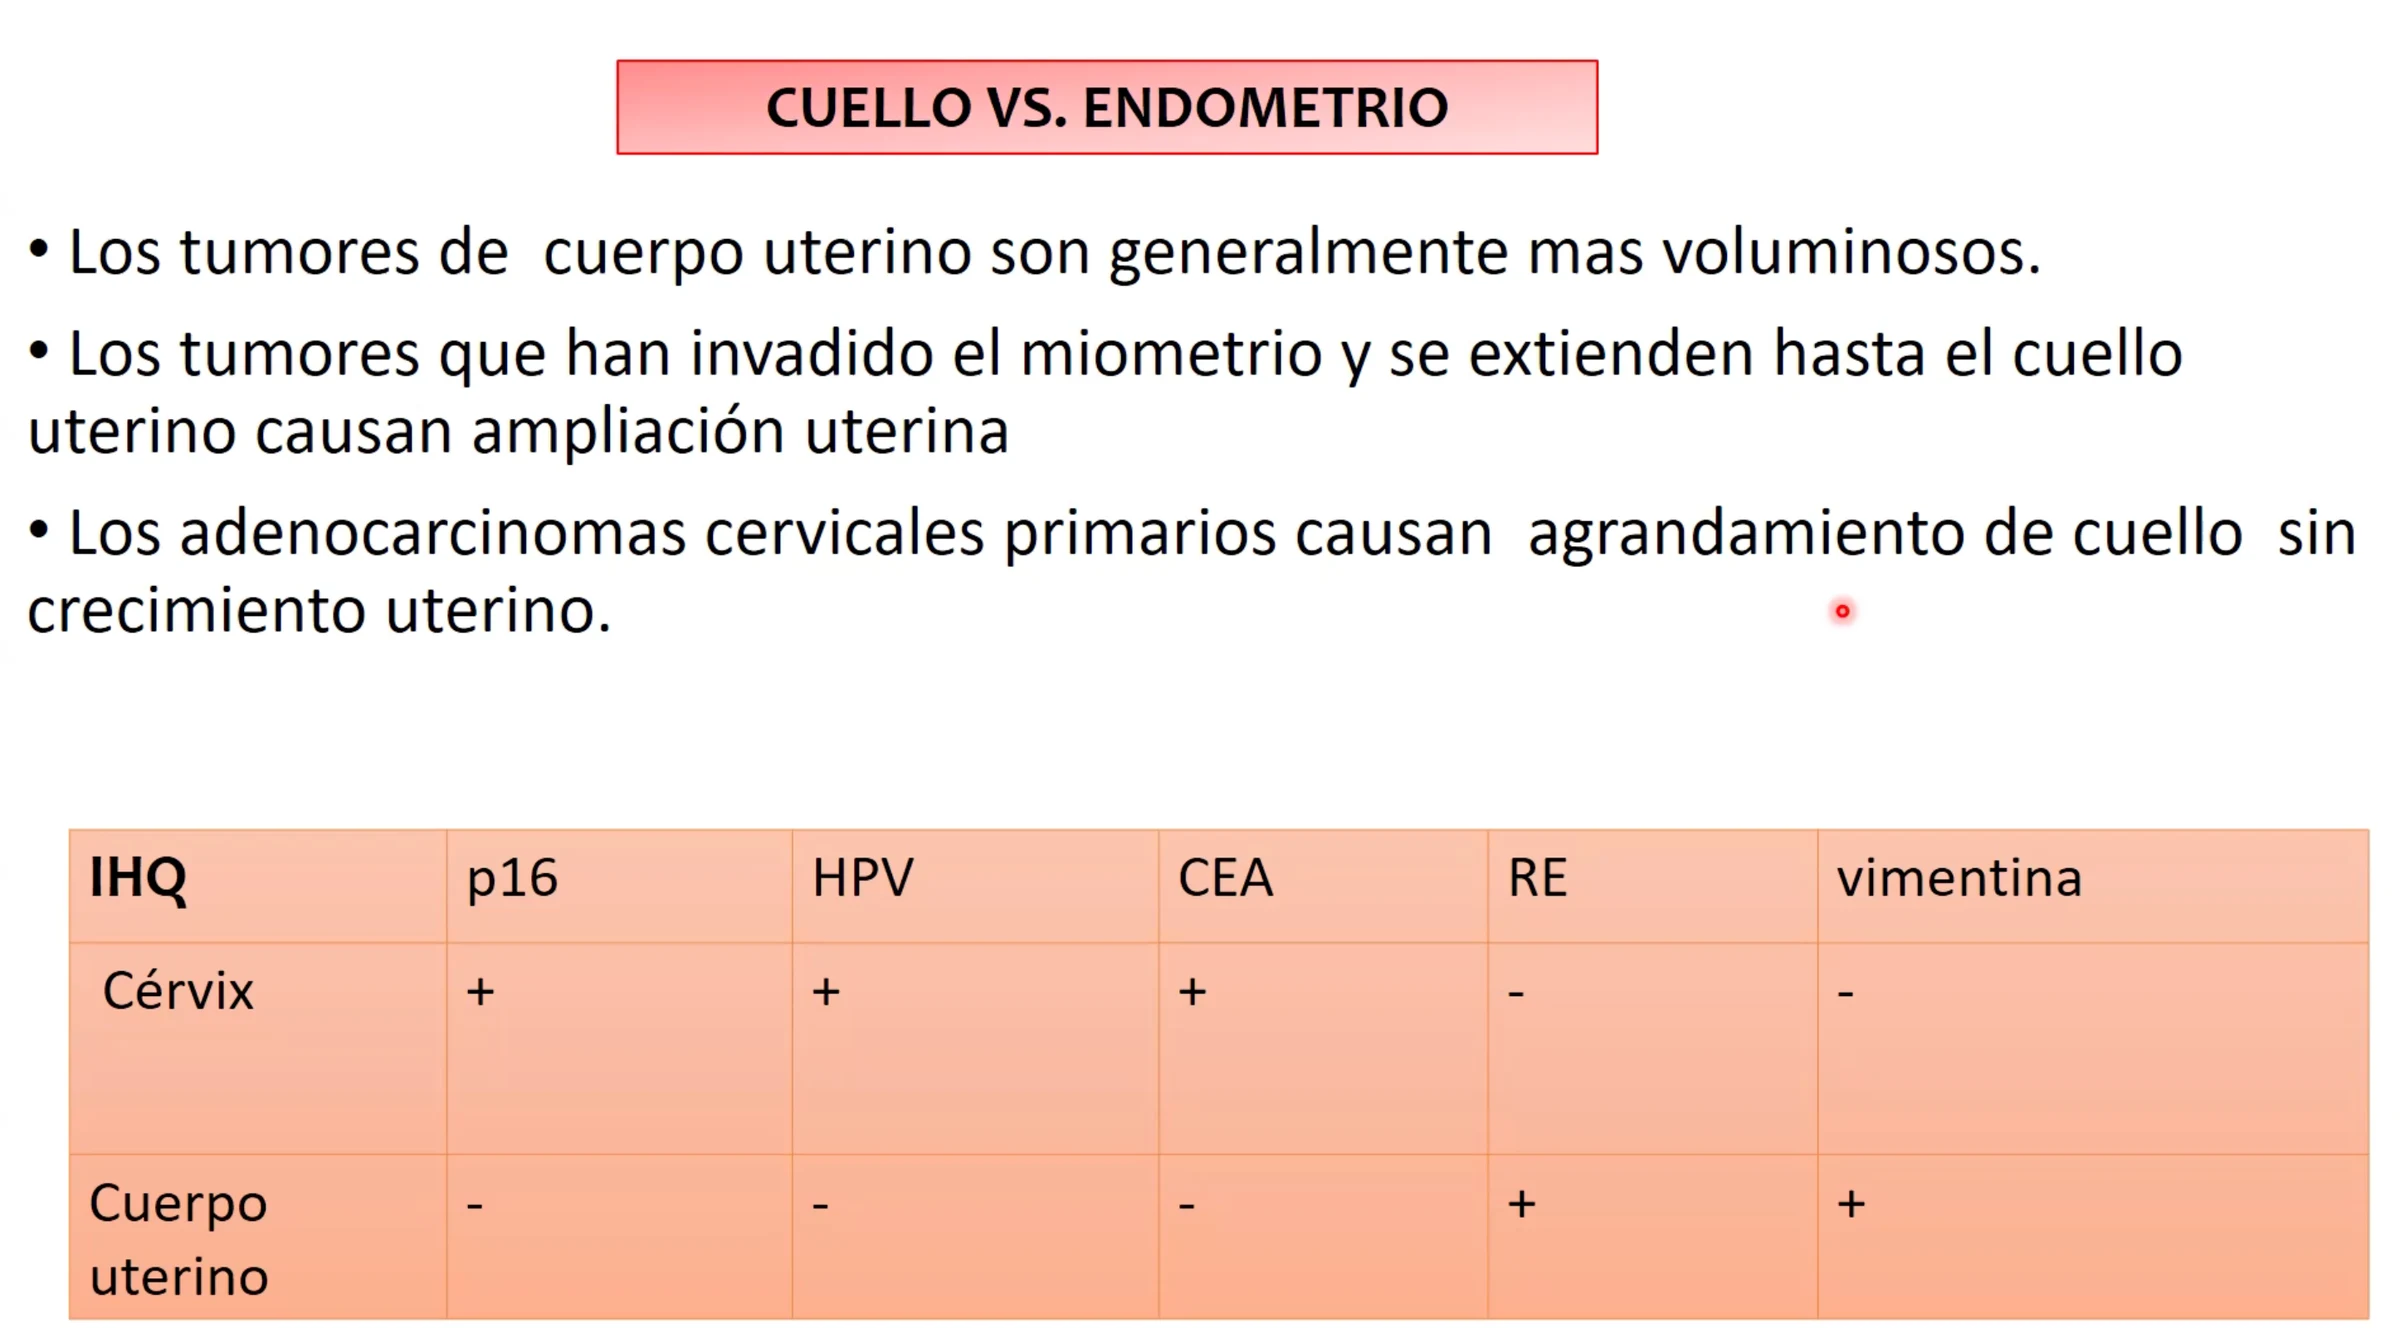 CUELLO VS. ENDOMETRIO
• Los tumores de cuerpo uterino son generalmente mas voluminosos.
• Los tumores que han invadido el miometrio y se extienden hasta el cuello
uterino causan ampliación uterina
• Los adenocarcinomas cervicales primarios causan agrandamiento de cuello sin
crecimiento uterino.
IHQ p16 HPV CEA RE vimentina
Cérvix + + + - -
Cuerpo - - - + +
uterino